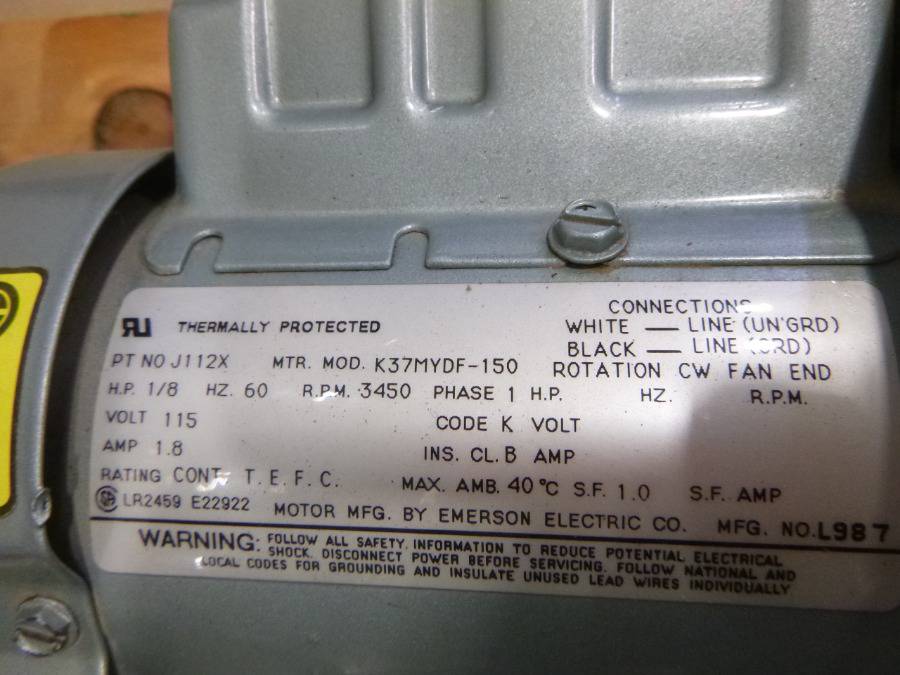 THERMALLY PROTECTED
CONNECTIONS
WHITE — LINE (UN'GRD)
BLACK — LINE (GRD)
PT NO J112X MTR. MOD. K37MYDF-150 ROTATION CW FAN END
H.P. 1/8 HZ. 60 R.P.M. 3450 PHASE 1 H.P. HZ. R.P.M.
VOLT 115 CODE K VOLT
AMP 1.8 INS. CL. B AMP
RATING CONT. T.E.F.C. MAX. AMB. 40°C S.F. 1.0 S.F. AMP
LR2459 E22922 MOTOR MFG. BY EMERSON ELECTRIC CO. MFG. NO. L987
WARNING: FOLLOW ALL SAFETY INFORMATION TO REDUCE POTENTIAL ELECTRICAL
SHOCK. DISCONNECT POWER BEFORE SERVICING. FOLLOW NATIONAL AND
LOCAL CODES FOR GROUNDING AND INSULATE UNUSED LEAD WIRES INDIVIDUALLY